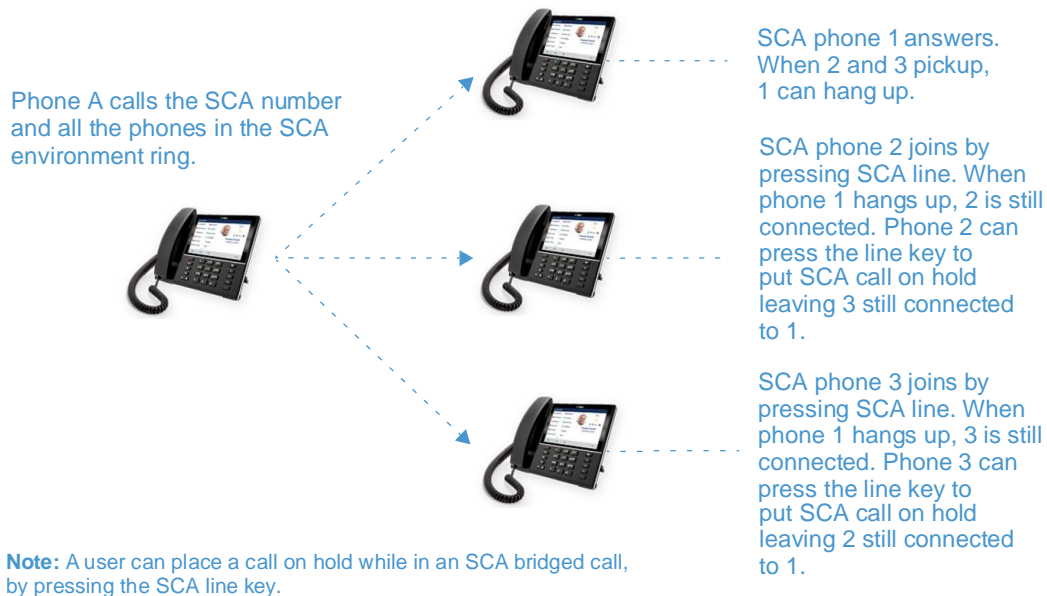 Phone A calls the SCA number
and all the phones in the SCA
environment ring.
SCA phone 1 answers.
When 2 and 3 pickup,
1 can hang up.
SCA phone 2 joins by
pressing SCA line. When
phone 1 hangs up, 2 is still
connected. Phone 2 can
press the line key to
put SCA call on hold
leaving 3 still connected
to 1.
SCA phone 3 joins by
pressing SCA line. When
phone 1 hangs up, 3 is still
connected. Phone 3 can
press the line key to
put SCA call on hold
leaving 2 still connected
to 1.
Note: A user can place a call on hold while in an SCA bridged call,
by pressing the SCA line key.